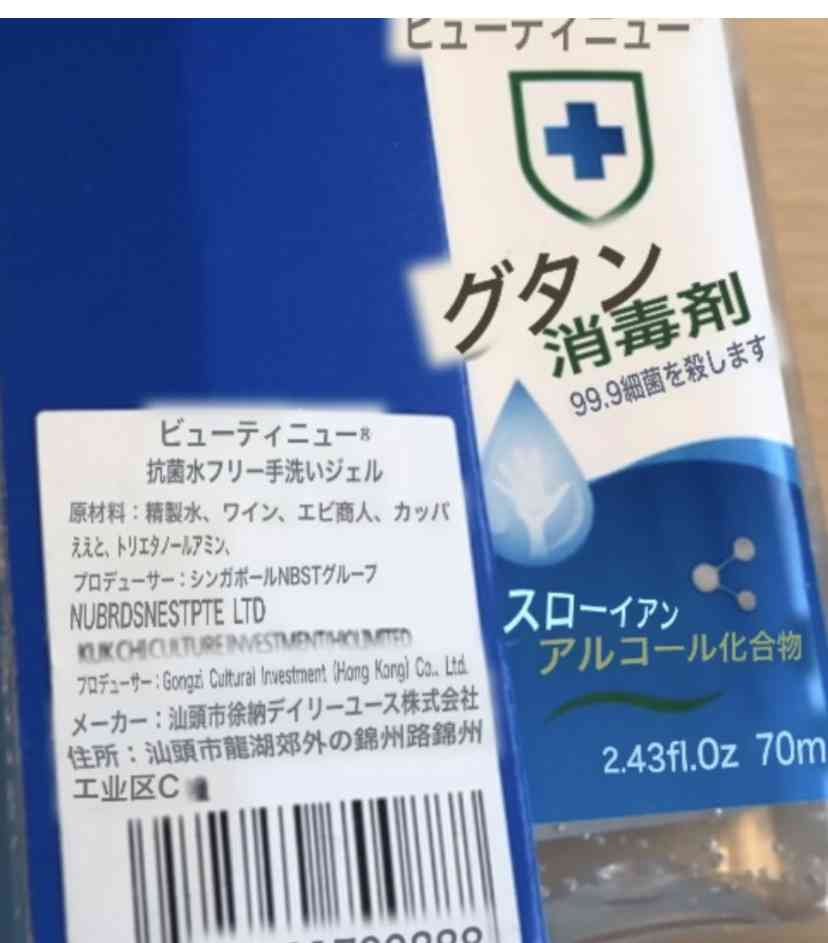 ビューティニュー
グタン
消毒剤
99.9細菌を殺します
スローイアン
アルコール化合物
2.43fl.Oz 70m
ビューティニュー®
抗菌水フリー手洗いジェル
原材料：精製水、ワイン、エビ商人、カッパ
ええと、トリエタノールアミン、
プロデューサー：シンガポールNBSTグループ
NUBRDSNESTPTE LTD
プロデューサー：Gongzi Cultural Investment (Hong Kong) Co., Ltd.
メーカー：汕頭市徐納デイリーユース株式会社
住所：汕頭市龍湖郊外の錦州路錦州
工业区C